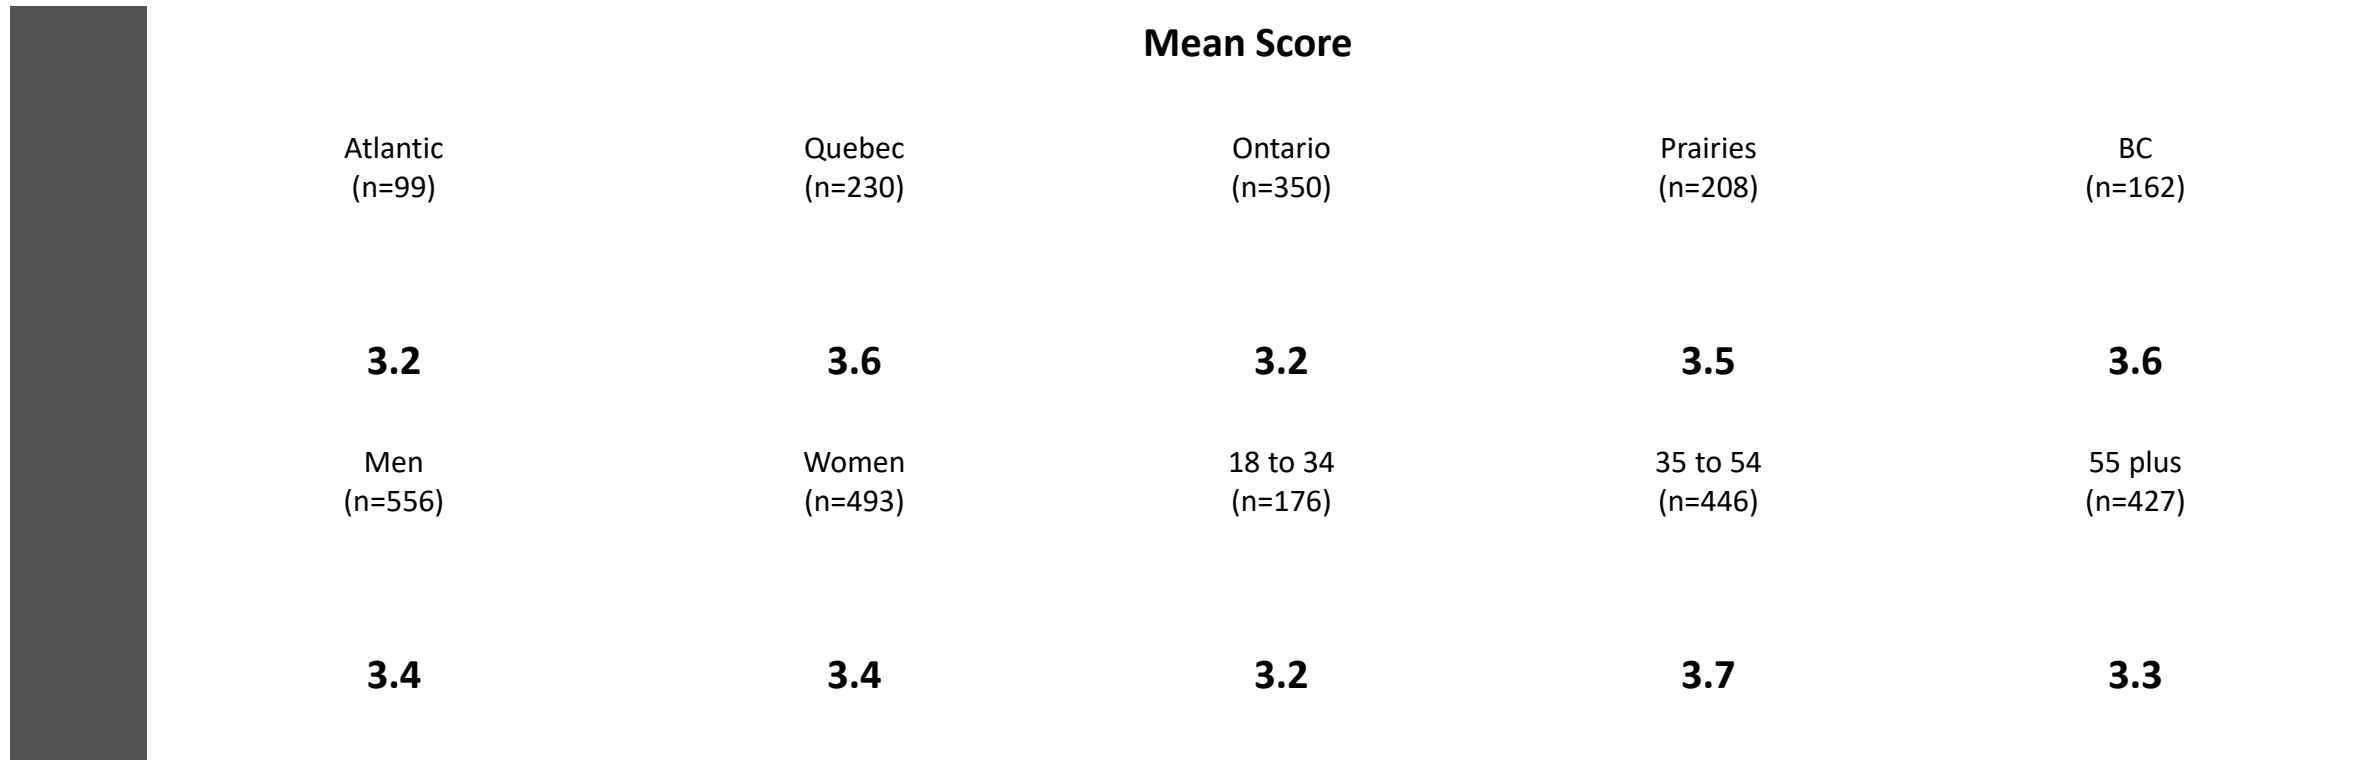 Mean Score
Atlantic
(n=99)
Quebec
(n=230)
Ontario
(n=350)
Prairies
(n=208)
BC
(n=162)
3.2
3.6
3.2
3.5
3.6
Men
(n=556)
Women
(n=493)
18 to 34
(n=176)
35 to 54
(n=446)
55 plus
(n=427)
3.4
3.4
3.2
3.7
3.3